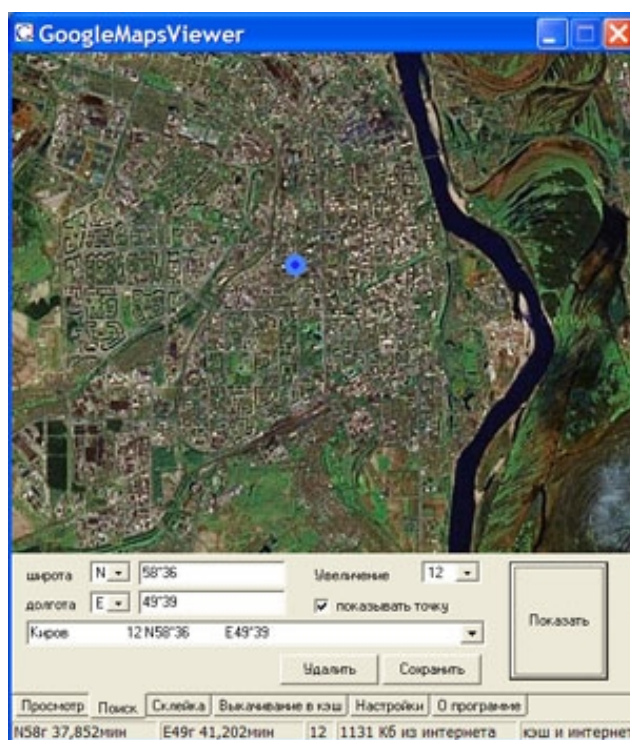 GoogleMapsViewer
широта N 58°36 Увеличение 12
долгота E 49°39 показывать точку
Показать
Киров 12 N58°36 E49°39
Удалить Сохранить
Просмотр Поиск Склейка Выкачивание в кэш Настройки О программе
N58г 37,852мин E49г 41,202мин 12 1131 Кб из интернета кэш и интернет